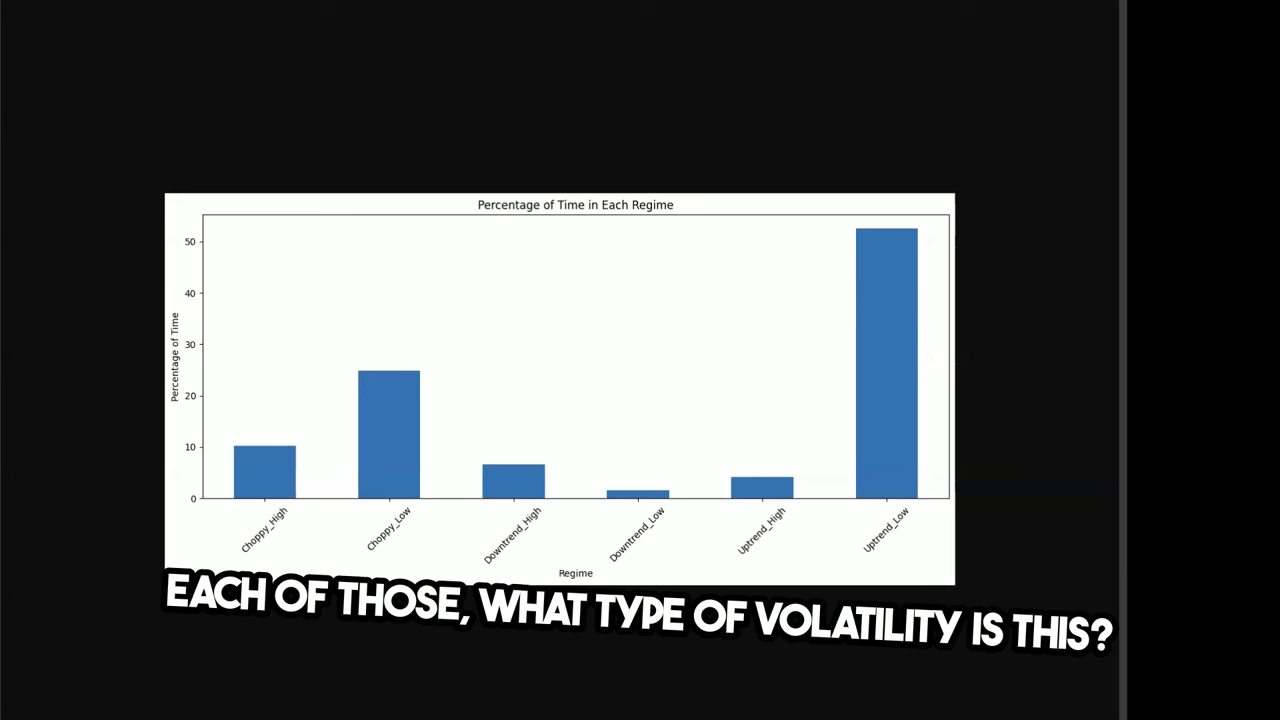 Percentage of Time in Each Regime
Percentage of Time
50
40
30
20
10
0
Choppy_High
Choppy_Low
Downtrend_High
Downtrend_Low
Uptrend_High
Uptrend_Low
Regime
EACH OF THOSE, WHAT TYPE OF VOLATILITY IS THIS?